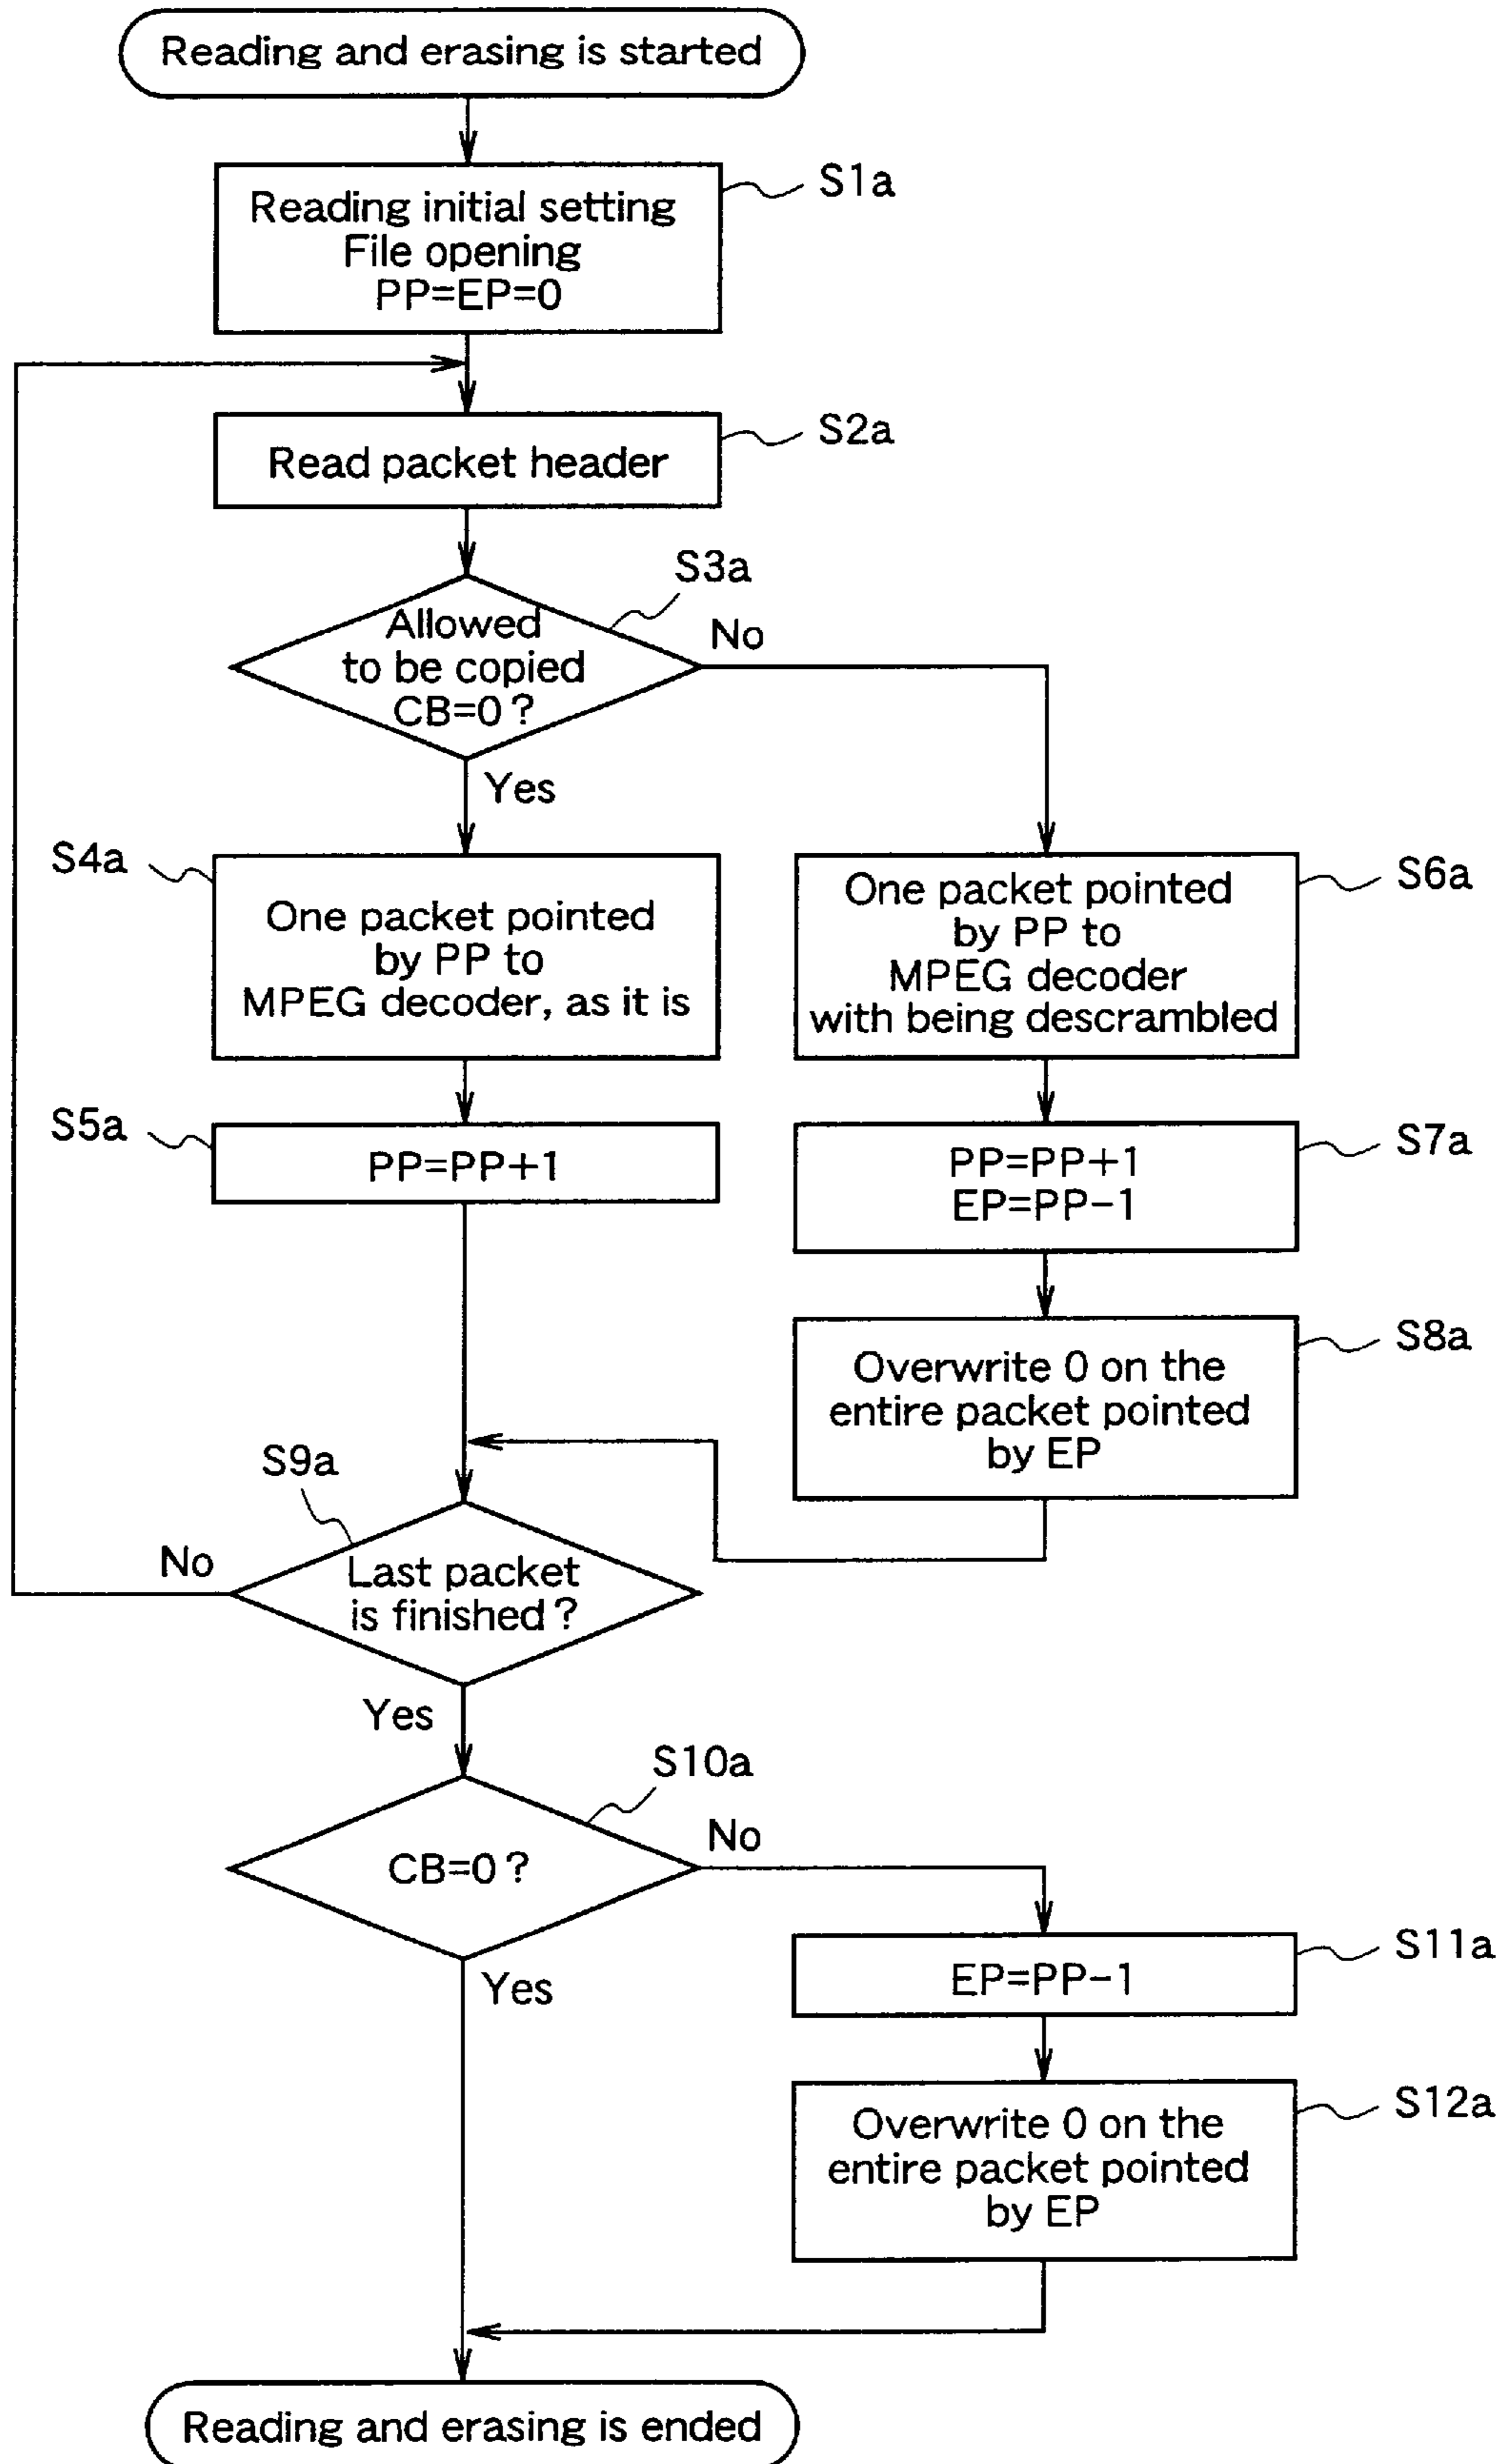 Reading and erasing is started
S1a
Reading initial setting
File opening
PP=EP=0
S2a
Read packet header
S3a
Allowed
to be copied
CB=0?
No
Yes
S4a
One packet pointed
by PP to
MPEG decoder, as it is
S6a
One packet pointed
by PP to
MPEG decoder
with being descrambled
S5a
PP=PP+1
S7a
PP=PP+1
EP=PP-1
S8a
Overwrite 0 on the
entire packet pointed
by EP
S9a
No
Last packet
is finished?
Yes
S10a
CB=0?
No
Yes
S11a
EP=PP-1
S12a
Overwrite 0 on the
entire packet pointed
by EP
Reading and erasing is ended